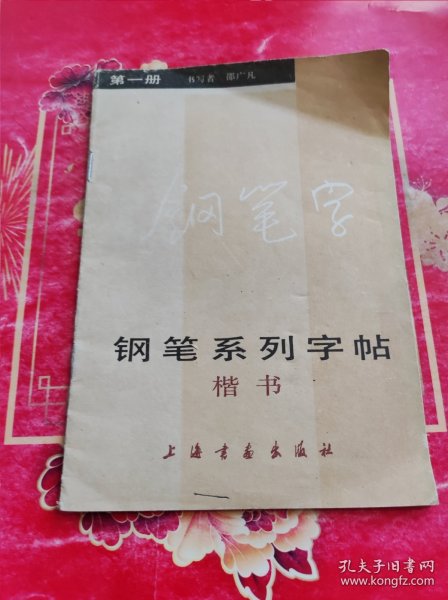 第一册 书写者 邵广凡
钢笔字
钢笔系列字帖
楷书
上海书画出版社
孔夫子旧书网
www.kongfz.com